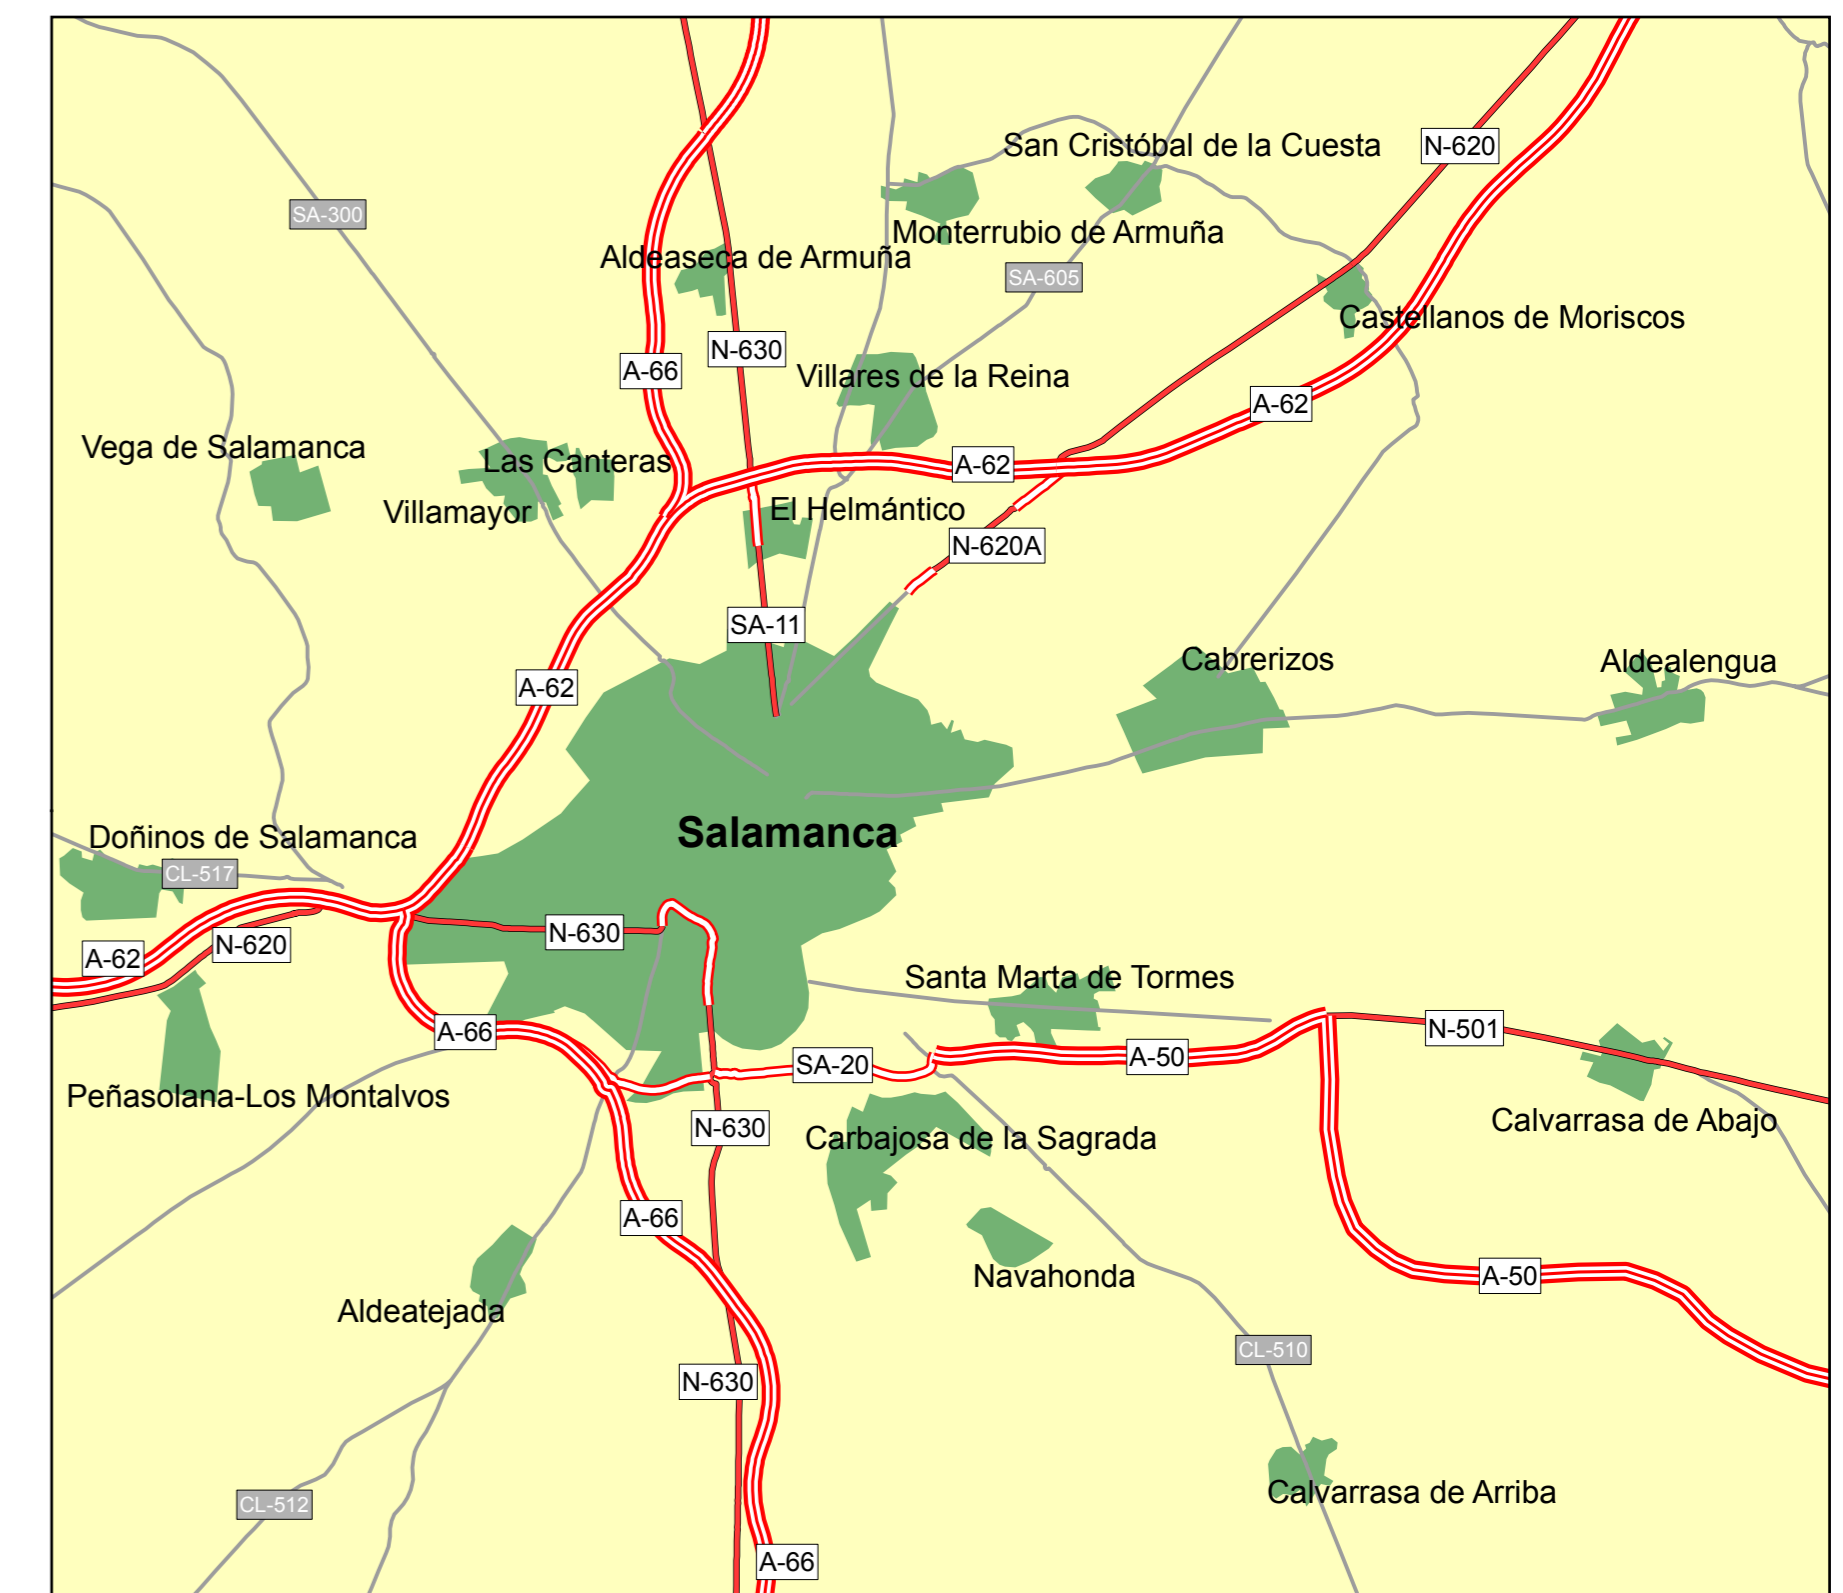 San Cristóbal de la Cuesta
N-620
SA-300
Monterrubio de Armuña
Aldeaseca de Armuña
SA-605
Castellanos de Moriscos
N-630
A-66
Villares de la Reina
A-62
Vega de Salamanca
Las Canteras
A-62
Villamayor
El Helmántico
N-620A
SA-11
Cabrerizos
Aldealengua
A-62
Salamanca
Doñinos de Salamanca
CL-517
N-630
N-620
A-62
Santa Marta de Tormes
A-66
N-501
A-50
SA-20
Peñasolana-Los Montalvos
Calvarrasa de Abajo
N-630
Carbajosa de la Sagrada
A-66
Navahonda
A-50
Aldeatejada
CL-510
N-630
Calvarrasa de Arriba
CL-512
A-66